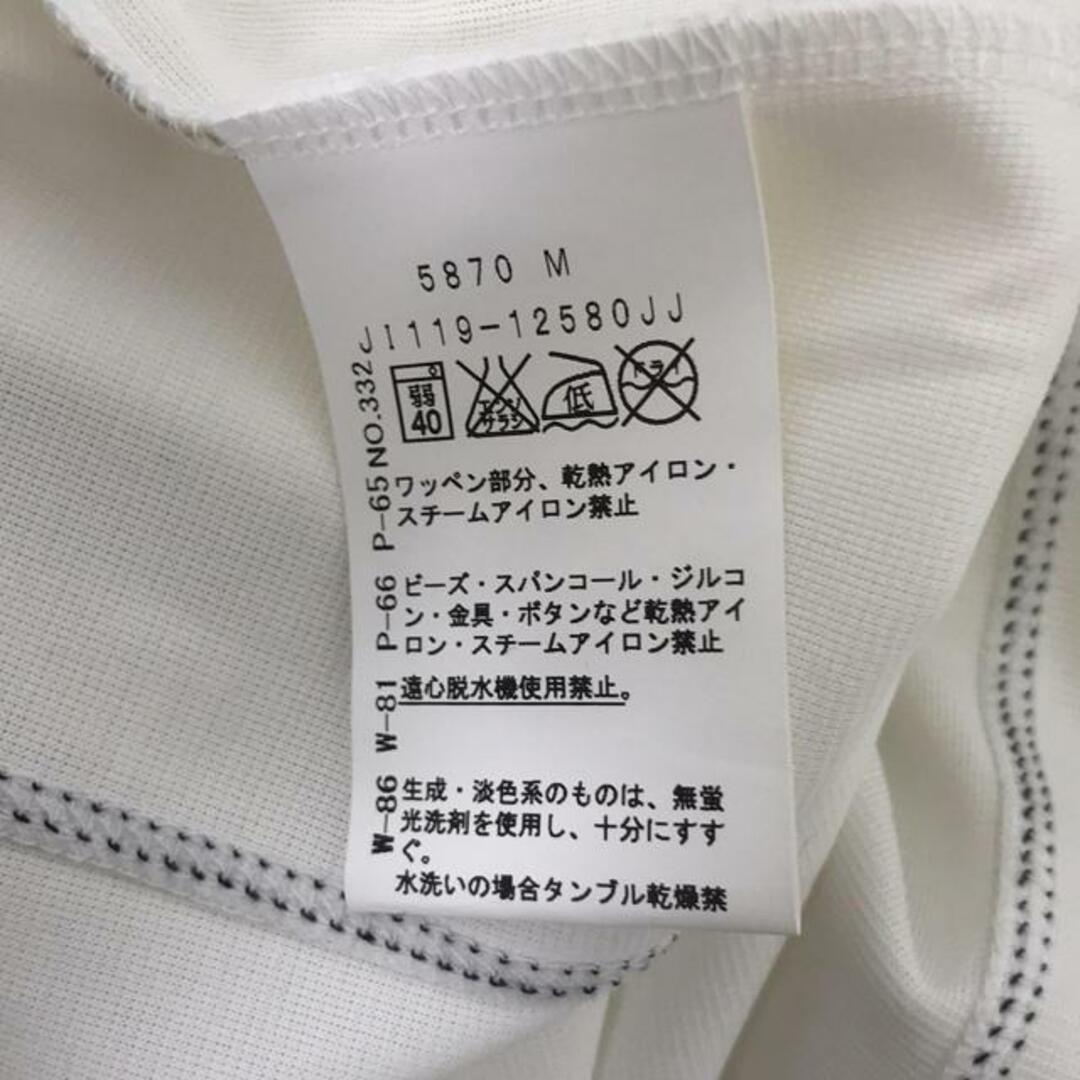 5870 M
JI119-12580JJ
弱
40
エンソ
サラシ
低
ドライ
NO.332
P-65
ワッペン部分、乾熱アイロン・
スチームアイロン禁止
P-66
ビーズ・スパンコール・ジルコ
ン・金具・ボタンなど乾熱アイ
ロン・スチームアイロン禁止
W-81
遠心脱水機使用禁止。
W-86
生成・淡色系のものは、無蛍
光洗剤を使用し、十分にすす
ぐ。
水洗いの場合タンブル乾燥禁